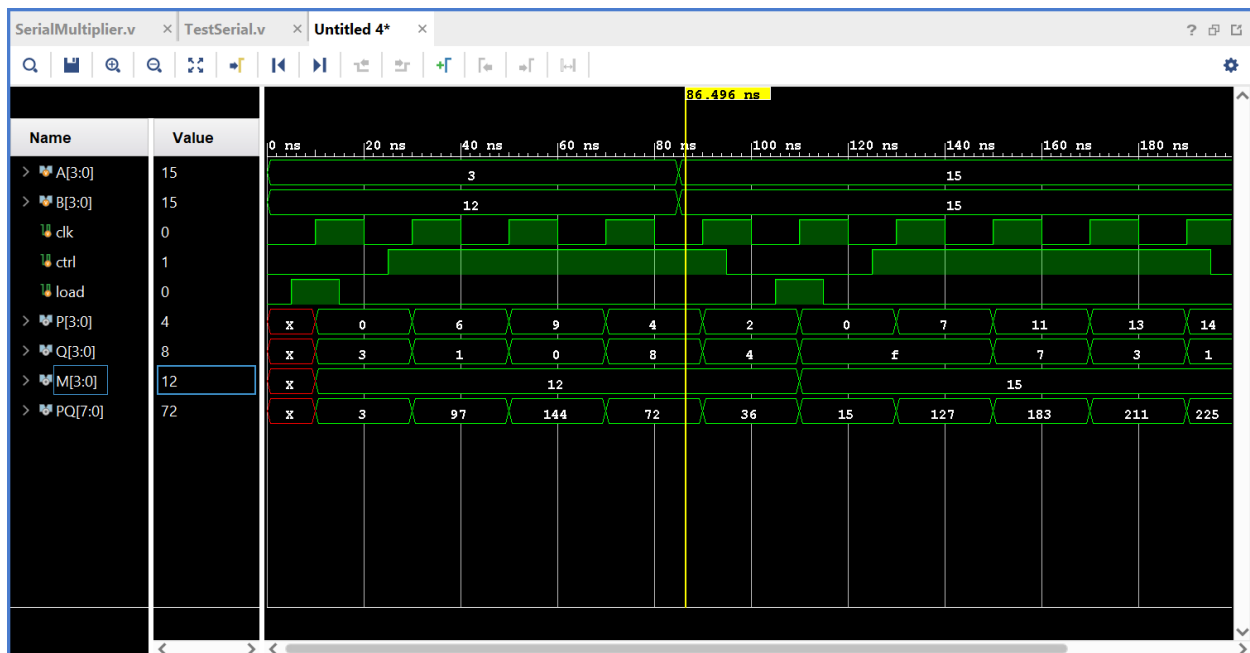 SerialMultiplier.v × TestSerial.v × Untitled 4* × ?
86.496 ns
Name Value 0 ns 20 ns 40 ns 60 ns 80 ns 100 ns 120 ns 140 ns 160 ns 180 ns
> A[3:0] 15 3 15
> B[3:0] 15 12 15
clk 0
ctrl 1
load 0
> P[3:0] 4 X 0 6 9 4 2 0 7 11 13 14
> Q[3:0] 8 X 3 1 0 8 4 f 7 3 1
> M[3:0] 12 X 12 15
> PQ[7:0] 72 X 3 97 144 72 36 15 127 183 211 225